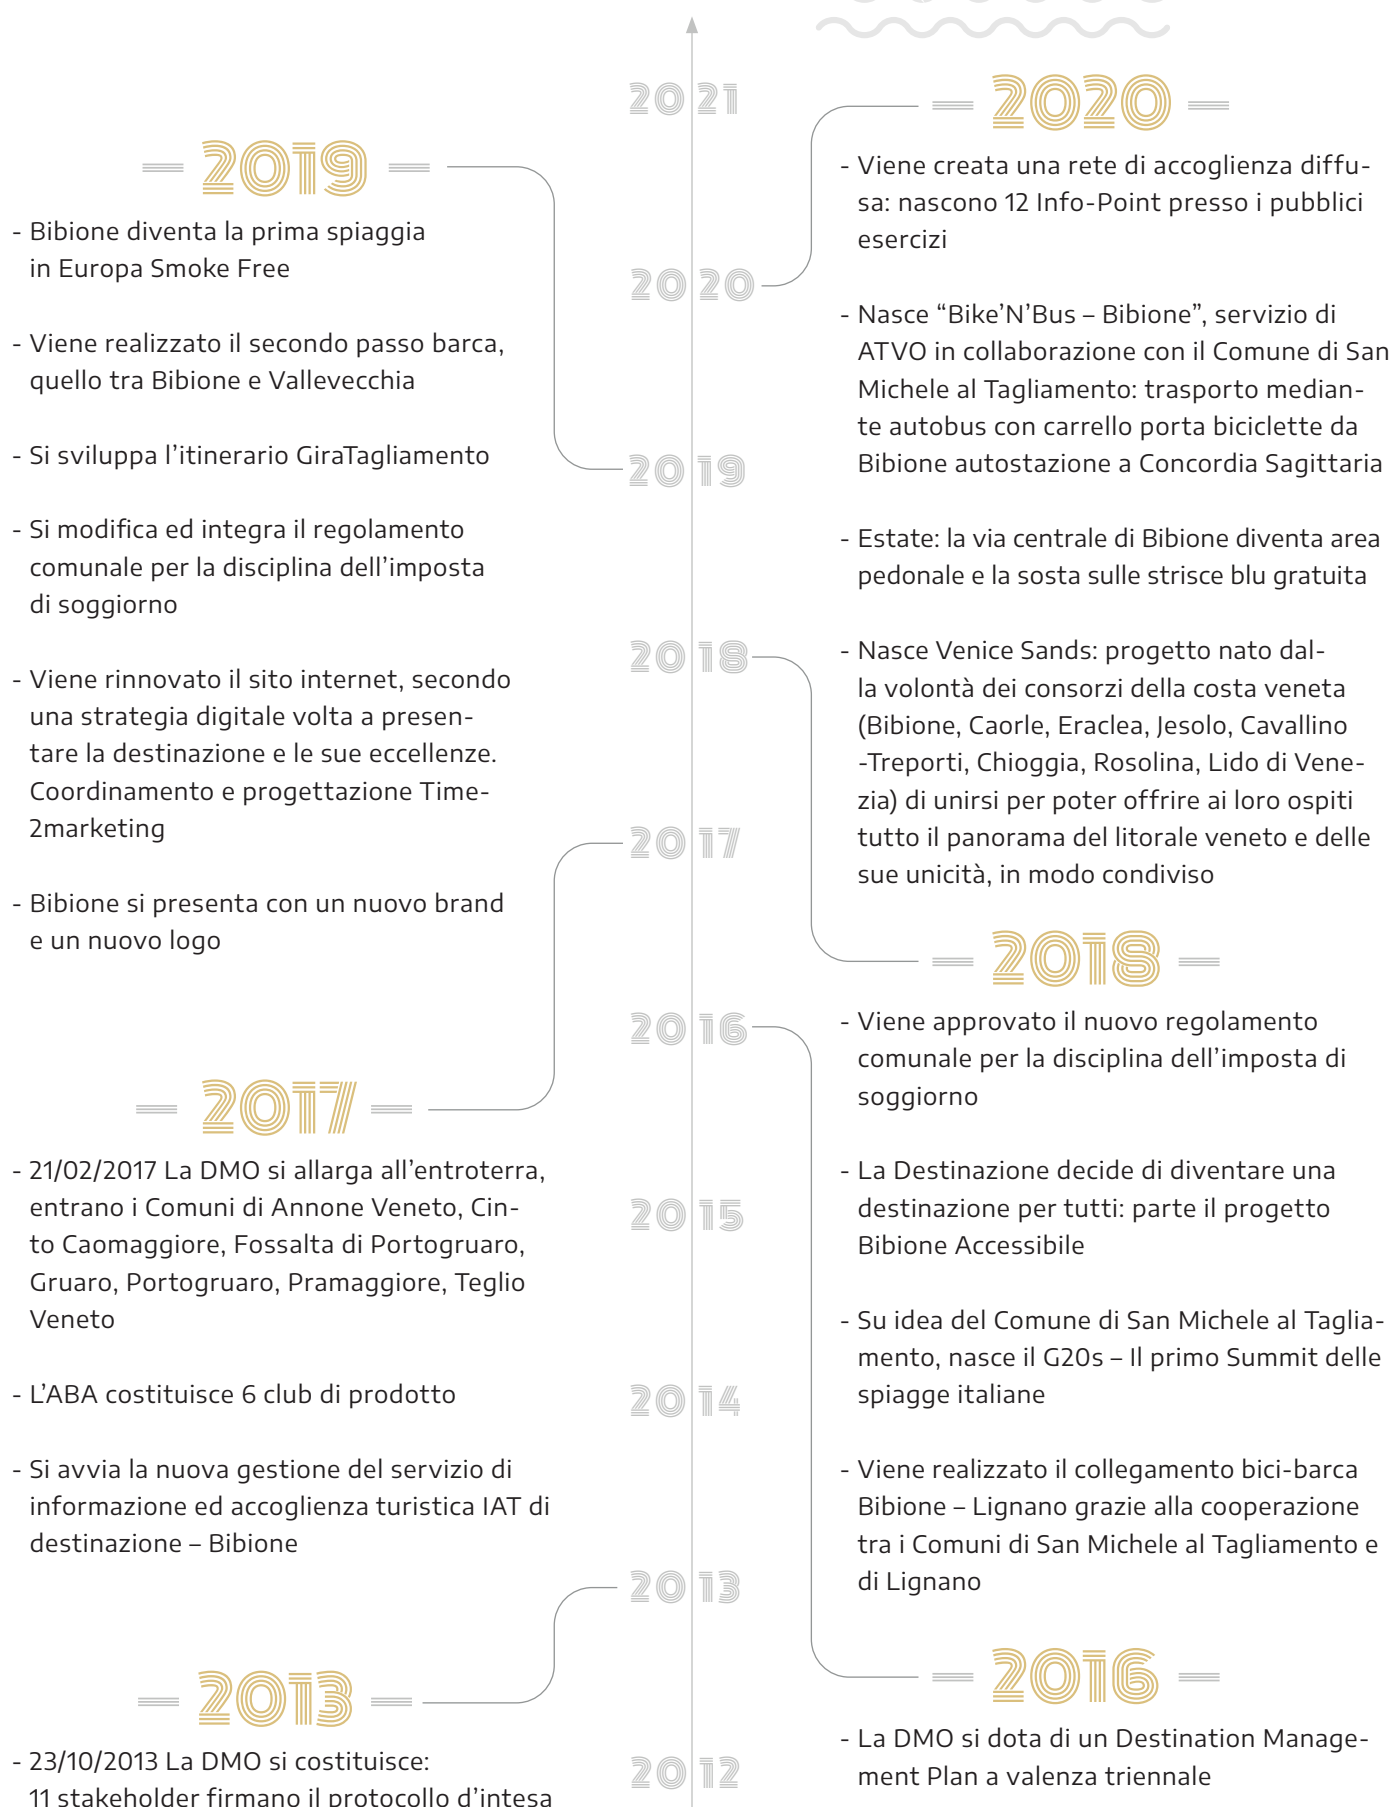 2019
- Bibione diventa la prima spiaggia
in Europa Smoke Free
- Viene realizzato il secondo passo barca,
quello tra Bibione e Vallevecchia
- Si sviluppa l’itinerario GiraTagliamento
- Si modifica ed integra il regolamento
comunale per la disciplina dell’imposta
di soggiorno
- Viene rinnovato il sito internet, secondo
una strategia digitale volta a presen-
tare la destinazione e le sue eccellenze.
Coordinamento e progettazione Time-
2marketing
- Bibione si presenta con un nuovo brand
e un nuovo logo
2017
- 21/02/2017 La DMO si allarga all’entroterra,
entrano i Comuni di Annone Veneto, Cin-
to Caomaggiore, Fossalta di Portogruaro,
Gruaro, Portogruaro, Pramaggiore, Teglio
Veneto
- L’ABA costituisce 6 club di prodotto
- Si avvia la nuova gestione del servizio di
informazione ed accoglienza turistica IAT di
destinazione – Bibione
2013
- 23/10/2013 La DMO si costituisce:
11 stakeholder firmano il protocollo d’intesa
2021
2020
2019
2018
2017
2016
2015
2014
2013
2012
2020
- Viene creata una rete di accoglienza diffu-
sa: nascono 12 Info-Point presso i pubblici
esercizi
- Nasce “Bike’N’Bus – Bibione”, servizio di
ATVO in collaborazione con il Comune di San
Michele al Tagliamento: trasporto median-
te autobus con carrello porta biciclette da
Bibione autostazione a Concordia Sagittaria
- Estate: la via centrale di Bibione diventa area
pedonale e la sosta sulle strisce blu gratuita
- Nasce Venice Sands: progetto nato dal-
la volontà dei consorzi della costa veneta
(Bibione, Caorle, Eraclea, Jesolo, Cavallino
-Treporti, Chioggia, Rosolina, Lido di Vene-
zia) di unirsi per poter offrire ai loro ospiti
tutto il panorama del litorale veneto e delle
sue unicità, in modo condiviso
2018
- Viene approvato il nuovo regolamento
comunale per la disciplina dell’imposta di
soggiorno
- La Destinazione decide di diventare una
destinazione per tutti: parte il progetto
Bibione Accessibile
- Su idea del Comune di San Michele al Taglia-
mento, nasce il G20s – Il primo Summit delle
spiagge italiane
- Viene realizzato il collegamento bici-barca
Bibione – Lignano grazie alla cooperazione
tra i Comuni di San Michele al Tagliamento e
di Lignano
2016
- La DMO si dota di un Destination Manage-
ment Plan a valenza triennale